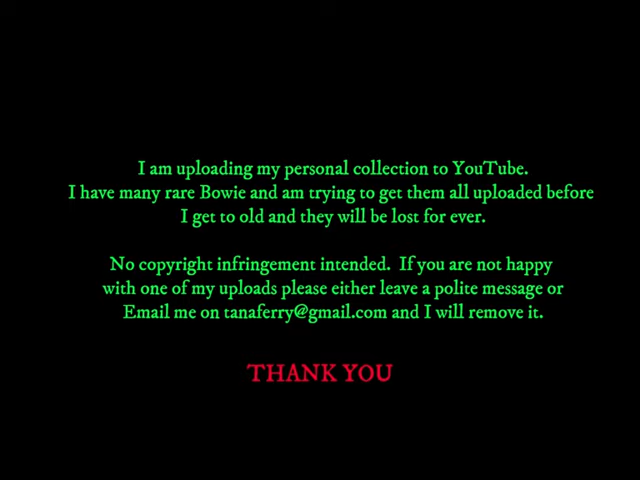 I am uploading my personal collection to YouTube.
I have many rare Bowie and am trying to get them all uploaded before
I get to old and they will be lost for ever.
No copyright infringement intended.  If you are not happy
with one of my uploads please either leave a polite message or
Email me on tanaferry@gmail.com and I will remove it.
THANK YOU